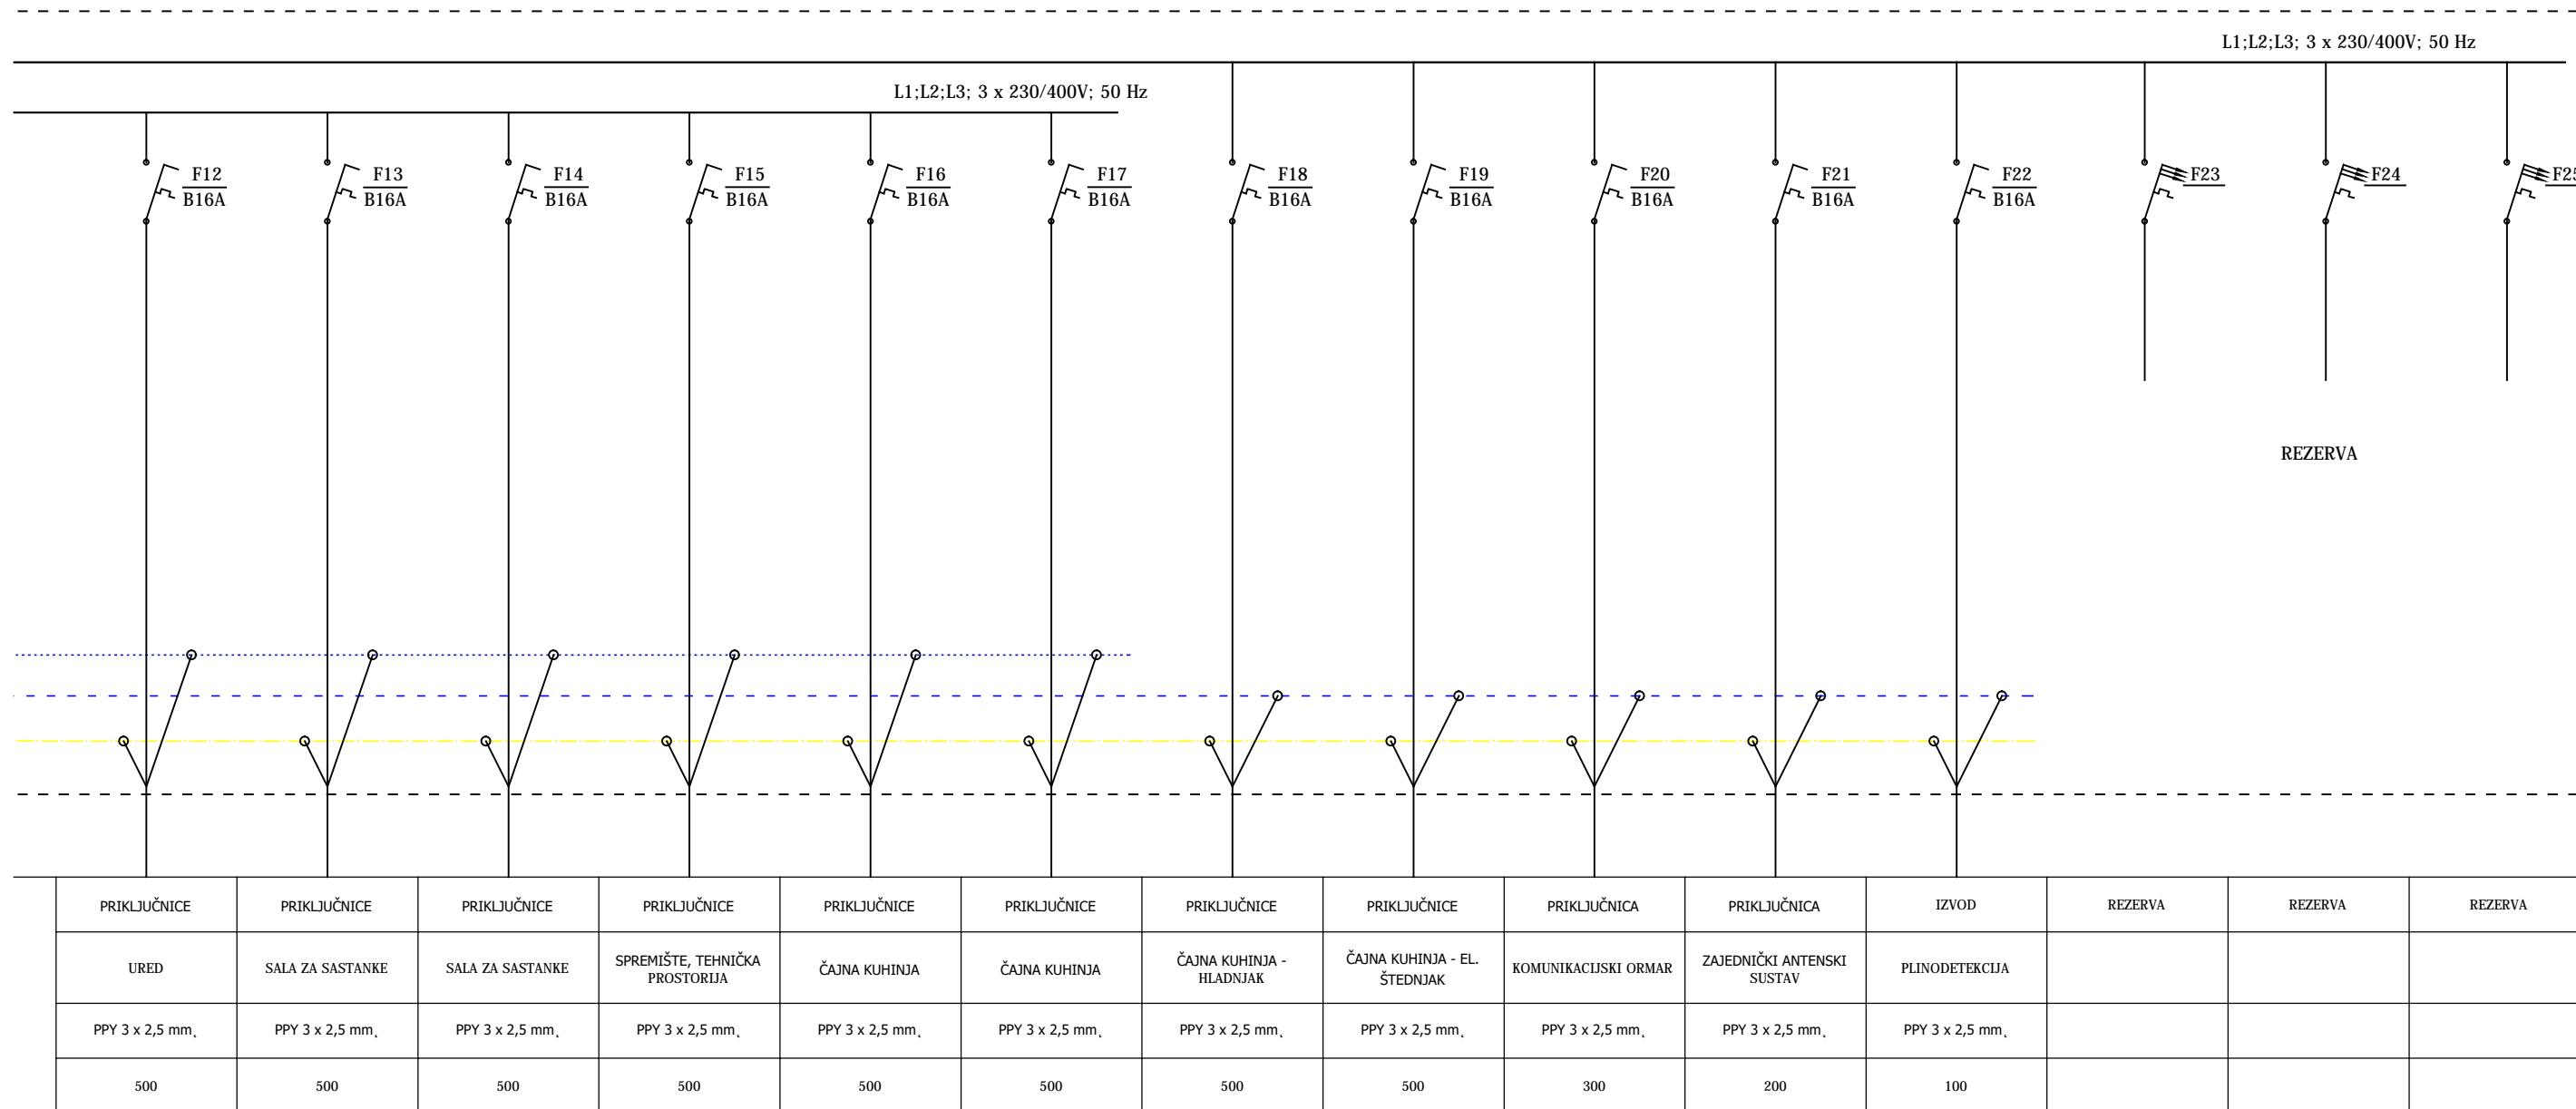 L1;L2;L3; 3 x 230/400V; 50 Hz
L1;L2;L3; 3 x 230/400V; 50 Hz
F12 F13 F14 F15 F16 F17 F18 F19 F20 F21 F22 F23 F24 F25
B16A B16A B16A B16A B16A B16A B16A B16A B16A B16A B16A
REZERVA
PRIKLJUČNICE PRIKLJUČNICE PRIKLJUČNICE PRIKLJUČNICE PRIKLJUČNICE PRIKLJUČNICE PRIKLJUČNICE PRIKLJUČNICE PRIKLJUČNICA PRIKLJUČNICA IZVOD REZERVA REZERVA REZERVA
URED
SALA ZA SASTANKE
SALA ZA SASTANKE
SPREMIŠTE, TEHNIČKA
PROSTORIJA
ČAJNA KUHINJA
ČAJNA KUHINJA
ČAJNA KUHINJA -
HLADNJAK
ČAJNA KUHINJA - EL.
ŠTEDNJAK
KOMUNIKACIJSKI ORMAR
ZAJEDNIČKI ANTENSKI
SUSTAV
PLINODETEKCIJA
PPY 3 x 2,5 mm¸ PPY 3 x 2,5 mm¸ PPY 3 x 2,5 mm¸ PPY 3 x 2,5 mm¸ PPY 3 x 2,5 mm¸ PPY 3 x 2,5 mm¸ PPY 3 x 2,5 mm¸ PPY 3 x 2,5 mm¸ PPY 3 x 2,5 mm¸ PPY 3 x 2,5 mm¸ PPY 3 x 2,5 mm¸
500 500 500 500 500 500 500 500 300 200 100